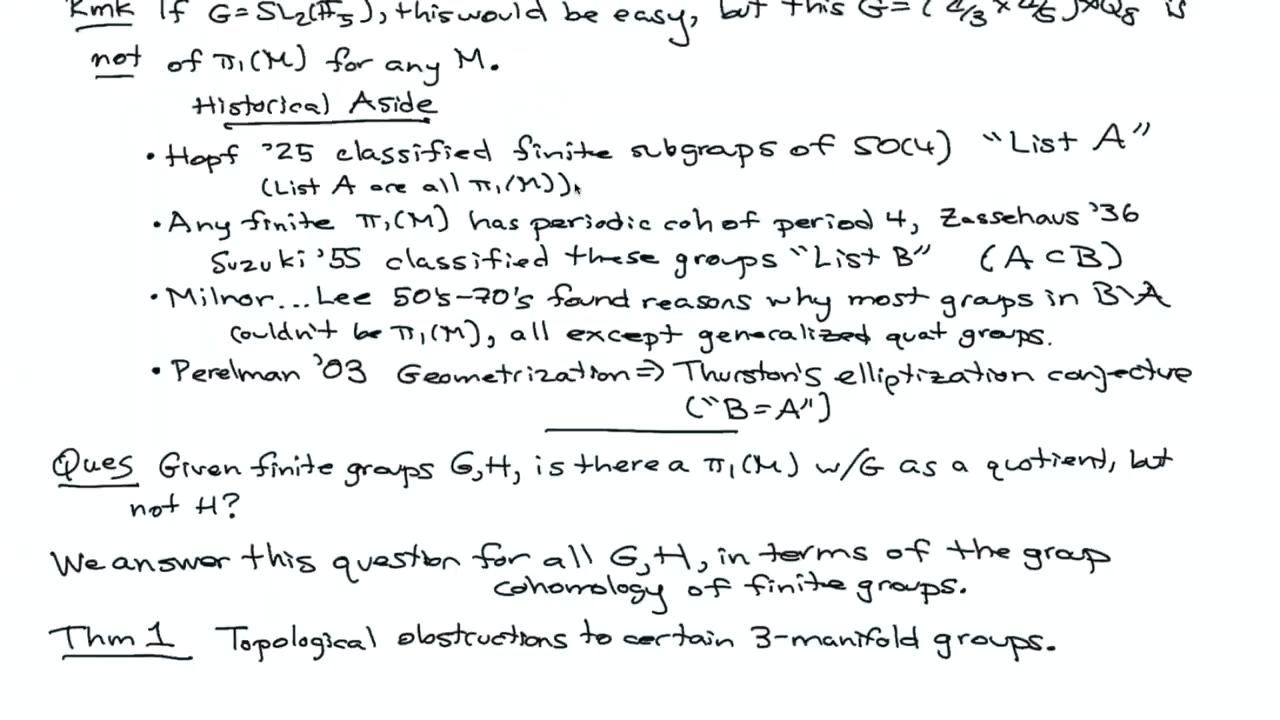 Rmk If G=SL₂(𝔽₅), this would be easy, but this G=(ℤ/3×ℤ/5)⋊Q₈ is
not of π₁(M) for any M.
Historical Aside
• Hopf '25 classified finite subgraps of SO(4) "List A"
(List A are all π₁(M)).
• Any finite π₁(M) has periodic coh of period 4, Zassehaus '36
Suzuki '55 classified these groups "List B" (A⊂B)
• Milnor...Lee 50's-70's found reasons why most groups in B\A
couldn't be π₁(M), all except generalized quat groups.
• Perelman '03 Geometrization ⇒ Thurston's elliptization conjective
("B=A")
Ques Given finite groups G,H, is there a π₁(M) w/G as a quotient, but
not H?
We answer this question for all G,H, in terms of the group
cohomology of finite groups.
Thm 1 Topological obstructions to certain 3-manifold groups.